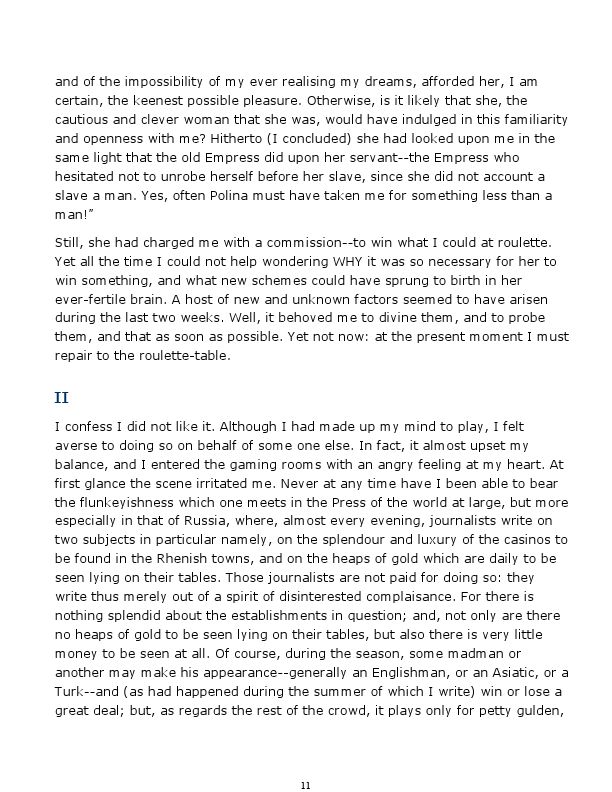 and of the impossibility of my ever realising my dreams, afforded her, I am
certain, the keenest possible pleasure. Otherwise, is it likely that she, the
cautious and clever woman that she was, would have indulged in this familiarity
and openness with me? Hitherto (I concluded) she had looked upon me in the
same light that the old Empress did upon her servant--the Empress who
hesitated not to unrobe herself before her slave, since she did not account a
slave a man. Yes, often Polina must have taken me for something less than a
man!”
Still, she had charged me with a commission--to win what I could at roulette.
Yet all the time I could not help wondering WHY it was so necessary for her to
win something, and what new schemes could have sprung to birth in her
ever-fertile brain. A host of new and unknown factors seemed to have arisen
during the last two weeks. Well, it behoved me to divine them, and to probe
them, and that as soon as possible. Yet not now: at the present moment I must
repair to the roulette-table.
II
I confess I did not like it. Although I had made up my mind to play, I felt
averse to doing so on behalf of some one else. In fact, it almost upset my
balance, and I entered the gaming rooms with an angry feeling at my heart. At
first glance the scene irritated me. Never at any time have I been able to bear
the flunkeyishness which one meets in the Press of the world at large, but more
especially in that of Russia, where, almost every evening, journalists write on
two subjects in particular namely, on the splendour and luxury of the casinos to
be found in the Rhenish towns, and on the heaps of gold which are daily to be
seen lying on their tables. Those journalists are not paid for doing so: they
write thus merely out of a spirit of disinterested complaisance. For there is
nothing splendid about the establishments in question; and, not only are there
no heaps of gold to be seen lying on their tables, but also there is very little
money to be seen at all. Of course, during the season, some madman or
another may make his appearance--generally an Englishman, or an Asiatic, or a
Turk--and (as had happened during the summer of which I write) win or lose a
great deal; but, as regards the rest of the crowd, it plays only for petty gulden,
11